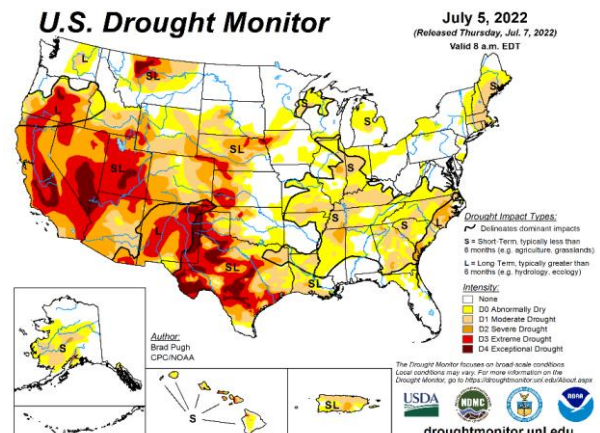 U.S. Drought Monitor
July 5, 2022
(Released Thursday, Jul. 7, 2022)
Valid 8 a.m. EDT
L
SL
L
SL
SL
L
SL
SL
S
S
S
S
S
S
S
Drought Impact Types:
Delineates dominant impacts
S = Short-Term, typically less than
6 months (e.g. agriculture, grasslands)
L = Long-Term, typically greater than
6 months (e.g. hydrology, ecology)
Intensity:
None
D0 Abnormally Dry
D1 Moderate Drought
D2 Severe Drought
D3 Extreme Drought
D4 Exceptional Drought
S
Author:
Brad Pugh
CPC/NOAA
S
SL
The Drought Monitor focuses on broad-scale conditions
Local conditions may vary. For more information on the
Drought Monitor, go to https://droughtmonitor.unl.edu/About.aspx
USDA
NDMC
NOAA
droughtmonitor.unl.edu